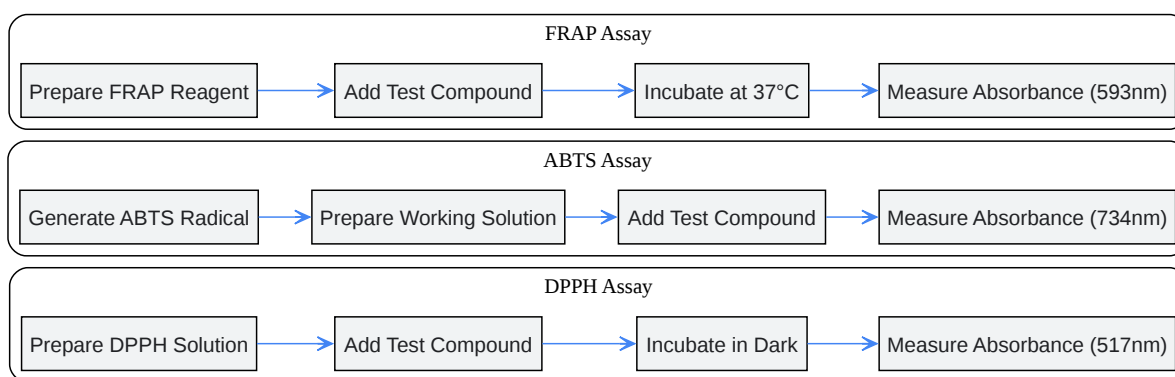 FRAP Assay
Prepare FRAP Reagent
Add Test Compound
Incubate at 37°C
Measure Absorbance (593nm)
ABTS Assay
Generate ABTS Radical
Prepare Working Solution
Add Test Compound
Measure Absorbance (734nm)
DPPH Assay
Prepare DPPH Solution
Add Test Compound
Incubate in Dark
Measure Absorbance (517nm)